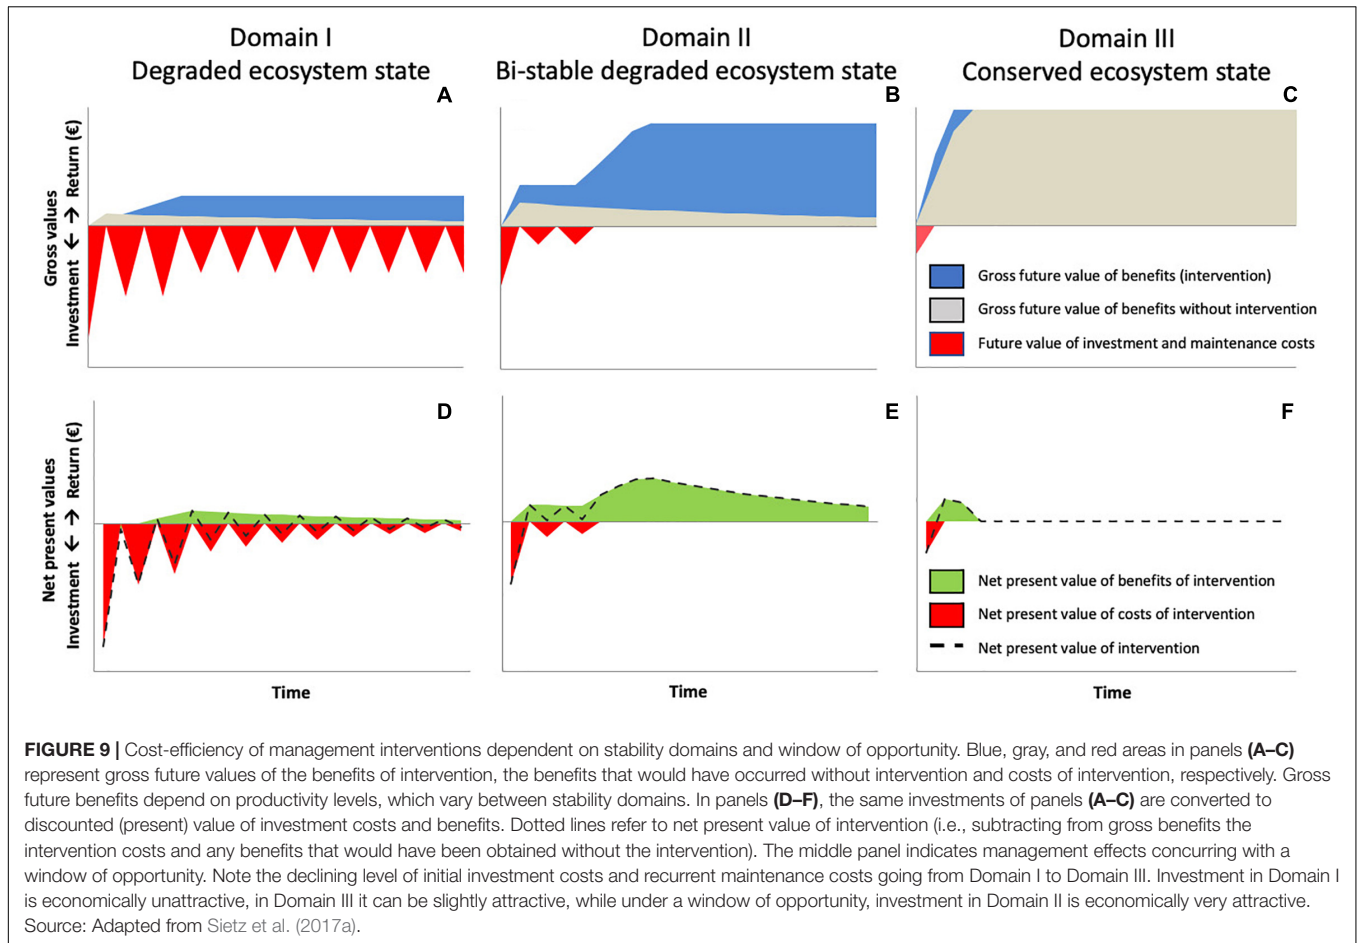 Domain I
Degraded ecosystem state
Domain II
Bi-stable degraded ecosystem state
Domain III
Conserved ecosystem state
A
B
C
Gross values
Investment ← → Return (€)
Gross future value of benefits (intervention)
Gross future value of benefits without intervention
Future value of investment and maintenance costs
D
E
F
Net present values
Investment ← → Return (€)
Net present value of benefits of intervention
Net present value of costs of intervention
Net present value of intervention
Time
Time
Time
FIGURE 9 | Cost-efficiency of management interventions dependent on stability domains and window of opportunity. Blue, gray, and red areas in panels (A–C)
represent gross future values of the benefits of intervention, the benefits that would have occurred without intervention and costs of intervention, respectively. Gross
future benefits depend on productivity levels, which vary between stability domains. In panels (D–F), the same investments of panels (A–C) are converted to
discounted (present) value of investment costs and benefits. Dotted lines refer to net present value of intervention (i.e., subtracting from gross benefits the
intervention costs and any benefits that would have been obtained without the intervention). The middle panel indicates management effects concurring with a
window of opportunity. Note the declining level of initial investment costs and recurrent maintenance costs going from Domain I to Domain III. Investment in Domain I
is economically unattractive, in Domain III it can be slightly attractive, while under a window of opportunity, investment in Domain II is economically very attractive.
Source: Adapted from Sietz et al. (2017a).